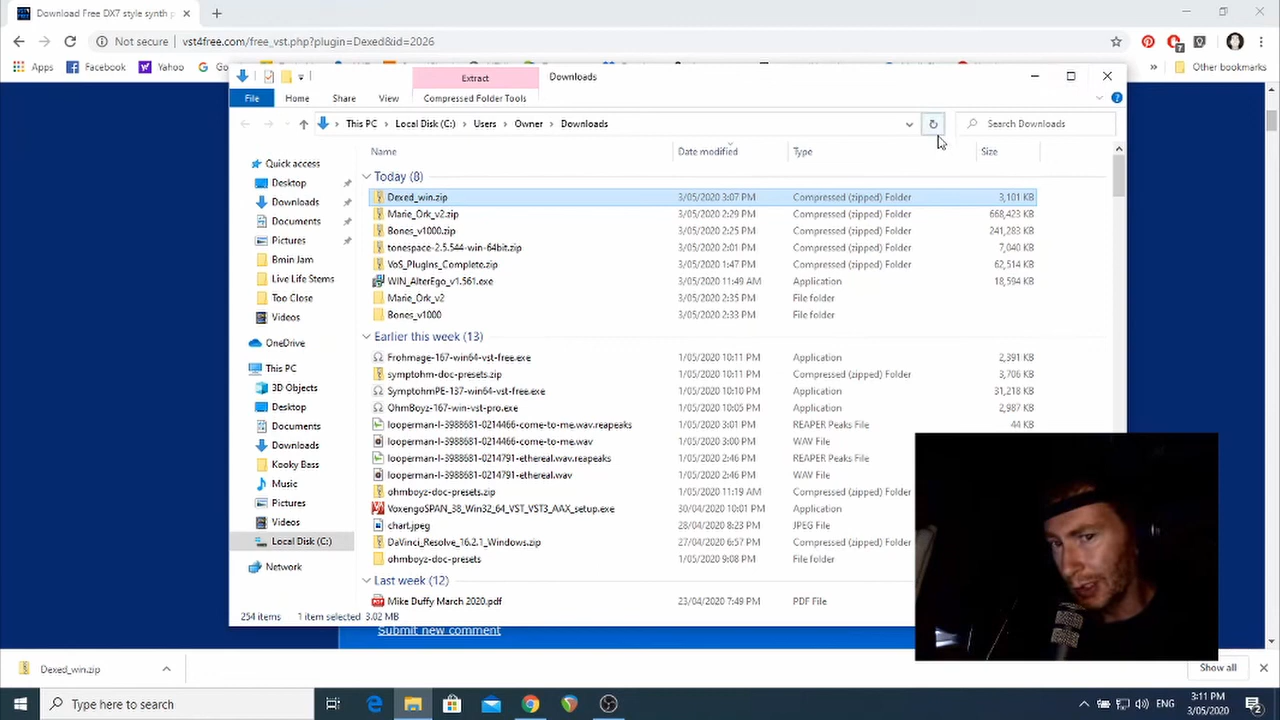 Download Free DX7 style synth p
Not secure
vst4free.com/free_vst.php?plugin=Dexed&id=2026
7
Apps
Facebook
Yahoo
Other bookmarks
Extract
Downloads
File
Home
Share
View
Compressed Folder Tools
This PC
Local Disk (C:)
Users
Owner
Downloads
Search Downloads
Name
Date modified
Type
Size
Quick access
Desktop
Downloads
Documents
Pictures
Bmin Jam
Live Life Stems
Too Close
Videos
OneDrive
This PC
3D Objects
Desktop
Documents
Downloads
Kooky Bass
Music
Pictures
Videos
Local Disk (C:)
Network
Today (8)
Dexed_win.zip 3/05/2020 3:07 PM Compressed (zipped) Folder 3,101 KB
Marie_Ork_v2.zip 3/05/2020 2:29 PM Compressed (zipped) Folder 668,423 KB
Bones_v1000.zip 3/05/2020 2:25 PM Compressed (zipped) Folder 241,283 KB
tonespace-2.5.544-win-64bit.zip 3/05/2020 2:01 PM Compressed (zipped) Folder 7,040 KB
VoS_PlugIns_Complete.zip 3/05/2020 1:47 PM Compressed (zipped) Folder 62,514 KB
WIN_AlterEgo_v1.561.exe 3/05/2020 11:49 AM Application 18,594 KB
Marie_Ork_v2 3/05/2020 2:35 PM File folder
Bones_v1000 3/05/2020 2:33 PM File folder
Earlier this week (13)
Frohmage-167-win64-vst-free.exe 1/05/2020 10:11 PM Application 2,391 KB
symptohm-doc-presets.zip 1/05/2020 10:11 PM Compressed (zipped) Folder 3,706 KB
SymptohmPE-137-win64-vst-free.exe 1/05/2020 10:10 PM Application 31,218 KB
OhmBoyz-167-win-vst-pro.exe 1/05/2020 10:05 PM Application 2,987 KB
looperman-l-3988681-0214466-come-to-me.wav.reapeaks 1/05/2020 3:01 PM REAPER Peaks File 44 KB
looperman-l-3988681-0214466-come-to-me.wav 1/05/2020 3:00 PM WAV File
looperman-l-3988681-0214791-ethereal.wav.reapeaks 1/05/2020 2:46 PM REAPER Peaks File
looperman-l-3988681-0214791-ethereal.wav 1/05/2020 2:46 PM WAV File
ohmboyz-doc-presets.zip 1/05/2020 11:19 AM Compressed (zipped) Folder
VoxengoSPAN_38_Win32_64_VST_VST3_AAX_setup.exe 30/04/2020 10:01 PM Application
chart.jpeg 28/04/2020 8:23 PM JPEG File
DaVinci_Resolve_16.2.1_Windows.zip 27/04/2020 6:57 PM Compressed (zipped) Folder
ohmboyz-doc-presets 1/05/2020 9:08 PM File folder
Last week (12)
Mike Duffy March 2020.pdf 23/04/2020 7:49 PM PDF File
254 items 1 item selected 3.02 MB
Submit new comment
Dexed_win.zip
Show all
Type here to search
ENG
3:11 PM
3/05/2020
2